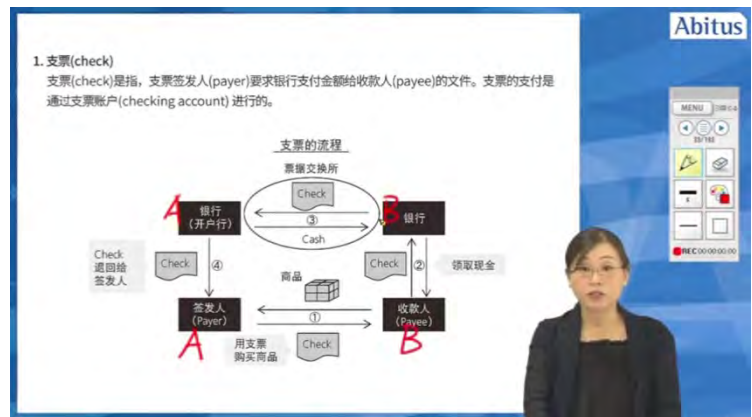 Abitus
1. 支票(check)
支票(check)是指，支票签发人(payer)要求银行支付金额给收款人(payee)的文件。支票的支付是
通过支票账户(checking account) 进行的。
支票的流程
票据交换所
Check
A
银行
(开户行)
③
B
银行
Cash
Check
退回给
签发人
Check
④
Check
②
领取现金
商品
签发人
(Payer)
①
收款人
(Payee)
A
用支票
购买商品
Check
B
MENU
REC 00:00:00:00